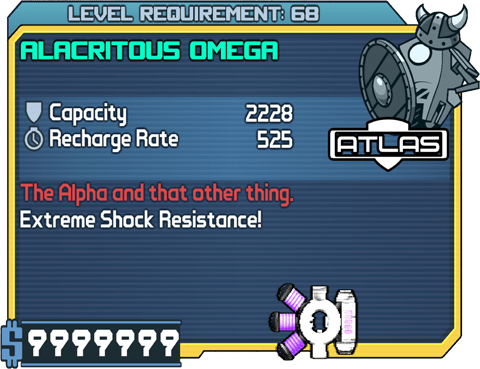 LEVEL REQUIREMENT: 68
ALACRITOUS OMEGA
Capacity 2228
Recharge Rate 525
ATLAS
The Alpha and that other thing.
Extreme Shock Resistance!
$9999999